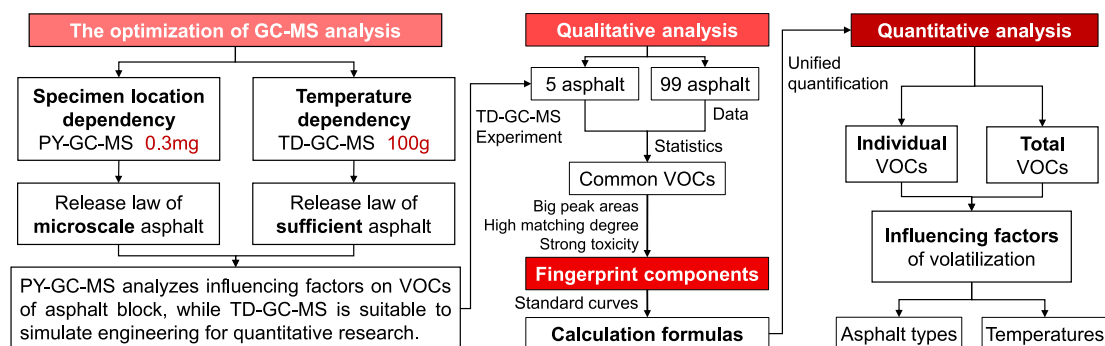 The optimization of GC-MS analysis
Specimen location
dependency
PY-GC-MS 0.3mg
Temperature
dependency
TD-GC-MS 100g
Release law of
microscale asphalt
Release law of
sufficient asphalt
PY-GC-MS analyzes influencing factors on VOCs
of asphalt block, while TD-GC-MS is suitable to
simulate engineering for quantitative research.
Qualitative analysis
5 asphalt
99 asphalt
TD-GC-MS
Experiment
Data
Statistics
Common VOCs
Big peak areas
High matching degree
Strong toxicity
Fingerprint components
Standard curves
Calculation formulas
Quantitative analysis
Unified
quantification
Individual
VOCs
Total
VOCs
Influencing factors
of volatilization
Asphalt types
Temperatures